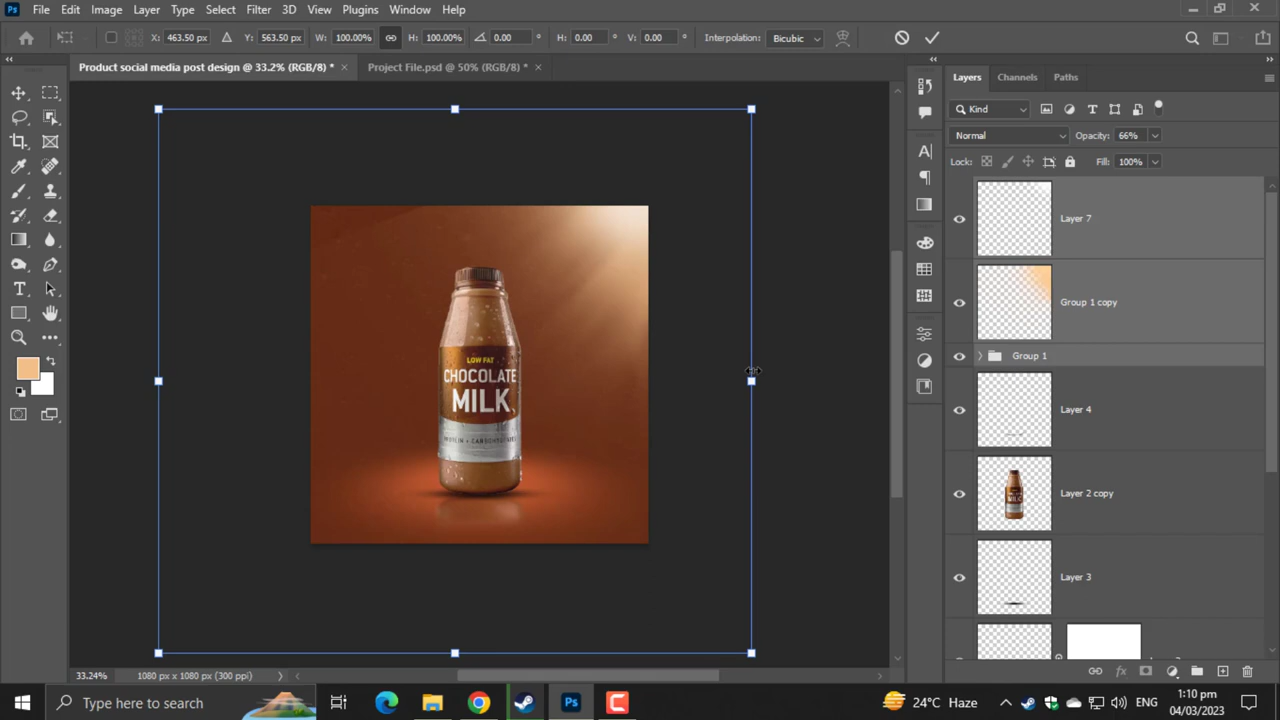 Ps File Edit Image Layer Type Select Filter 3D View Plugins Window Help
X: 463.50 px Y: 563.50 px W: 100.00% H: 100.00% 0.00 ° H: 0.00 ° V: 0.00 ° Interpolation: Bicubic
Product social media post design @ 33.2% (RGB/8) * × Project File.psd @ 50% (RGB/8) * ×
Layers Channels Paths
Kind
Normal Opacity: 66%
Lock: Fill: 100%
Layer 7
Group 1 copy
Group 1
Layer 4
Layer 2 copy
Layer 3
LOW FAT
CHOCOLATE
MILK
33.24% 1080 px x 1080 px (300 ppi)
Type here to search
Ps
24°C Haze
ENG
1:10 pm
04/03/2023